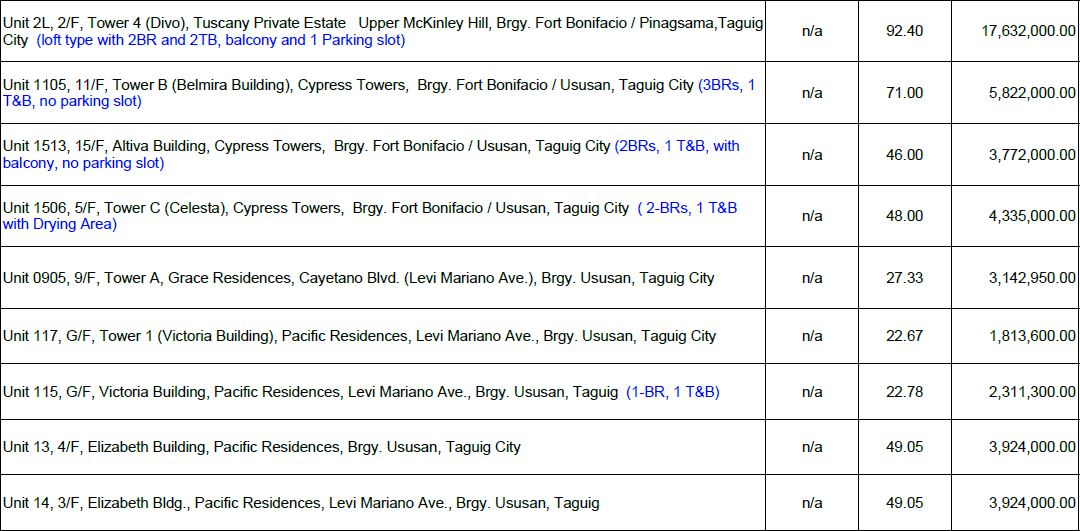 Unit 2L, 2/F, Tower 4 (Divo), Tuscany Private Estate   Upper McKinley Hill, Brgy. Fort Bonifacio / Pinagsama,Taguig
City  (loft type with 2BR and 2TB, balcony and 1 Parking slot)
n/a
92.40
17,632,000.00
Unit 1105, 11/F, Tower B (Belmira Building), Cypress Towers,  Brgy. Fort Bonifacio / Ususan, Taguig City (3BRs, 1
T&B, no parking slot)
n/a
71.00
5,822,000.00
Unit 1513, 15/F, Altiva Building, Cypress Towers,  Brgy. Fort Bonifacio / Ususan, Taguig City (2BRs, 1 T&B, with
balcony, no parking slot)
n/a
46.00
3,772,000.00
Unit 1506, 5/F, Tower C (Celesta), Cypress Towers,  Brgy. Fort Bonifacio / Ususan, Taguig City  ( 2-BRs, 1 T&B
with Drying Area)
n/a
48.00
4,335,000.00
Unit 0905, 9/F, Tower A, Grace Residences, Cayetano Blvd. (Levi Mariano Ave.), Brgy. Ususan, Taguig City
n/a
27.33
3,142,950.00
Unit 117, G/F, Tower 1 (Victoria Building), Pacific Residences, Levi Mariano Ave., Brgy. Ususan, Taguig City
n/a
22.67
1,813,600.00
Unit 115, G/F, Victoria Building, Pacific Residences, Levi Mariano Ave., Brgy. Ususan, Taguig  (1-BR, 1 T&B)
n/a
22.78
2,311,300.00
Unit 13, 4/F, Elizabeth Building, Pacific Residences, Brgy. Ususan, Taguig City
n/a
49.05
3,924,000.00
Unit 14, 3/F, Elizabeth Bldg., Pacific Residences, Levi Mariano Ave., Brgy. Ususan, Taguig
n/a
49.05
3,924,000.00